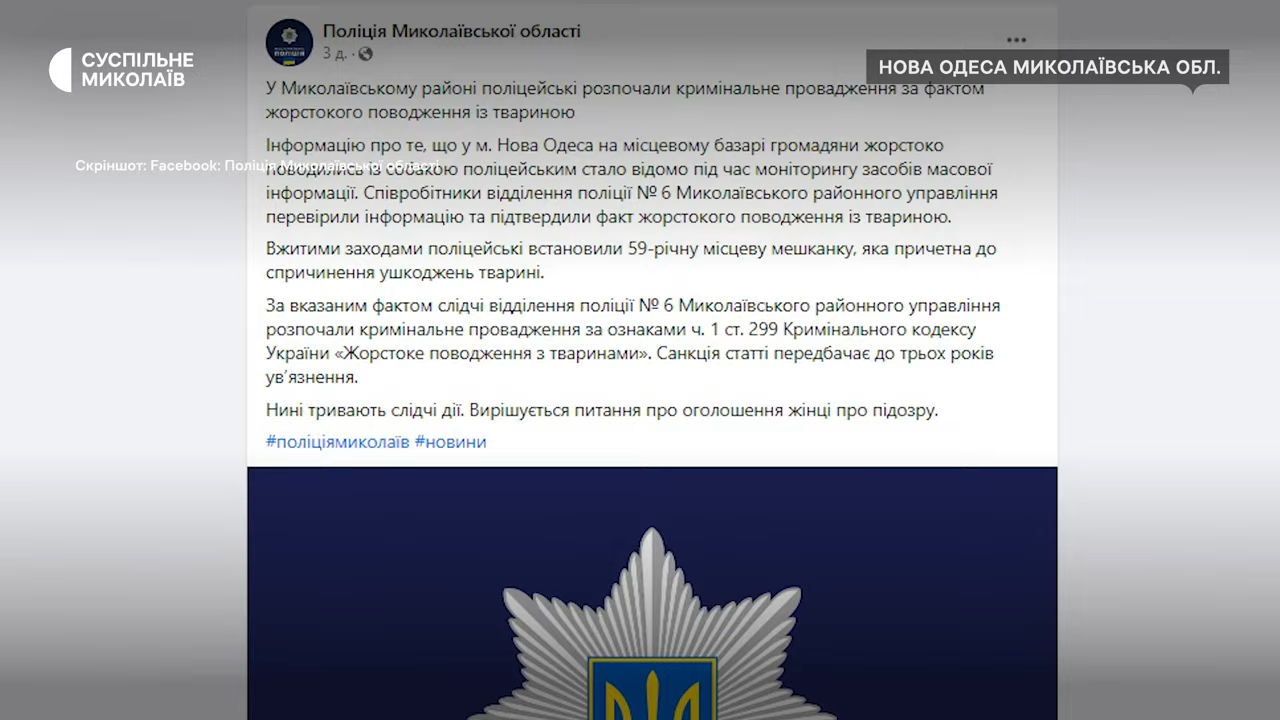 СУСПІЛЬНЕ
МИКОЛАЇВ
НОВА ОДЕСА МИКОЛАЇВСЬКА ОБЛ.
Скріншот: Facebook: Поліція Миколаївської області
Поліція Миколаївської області
3 д. ·
У Миколаївському районі поліцейські розпочали кримінальне провадження за фактом
жорстокого поводження із твариною
Інформацію про те, що у м. Нова Одеса на місцевому базарі громадяни жорстоко
поводились із собакою поліцейським стало відомо під час моніторингу засобів масової
інформації. Співробітники відділення поліції № 6 Миколаївського районного управління
перевірили інформацію та підтвердили факт жорстокого поводження із твариною.
Вжитими заходами поліцейські встановили 59-річну місцеву мешканку, яка причетна до
спричинення ушкоджень тварині.
За вказаним фактом слідчі відділення поліції № 6 Миколаївського районного управління
розпочали кримінальне провадження за ознаками ч. 1 ст. 299 Кримінального кодексу
України «Жорстоке поводження з тваринами». Санкція статті передбачає до трьох років
ув’язнення.
Нині тривають слідчі дії. Вирішується питання про оголошення жінці про підозру.
#поліціямиколаїв #новини